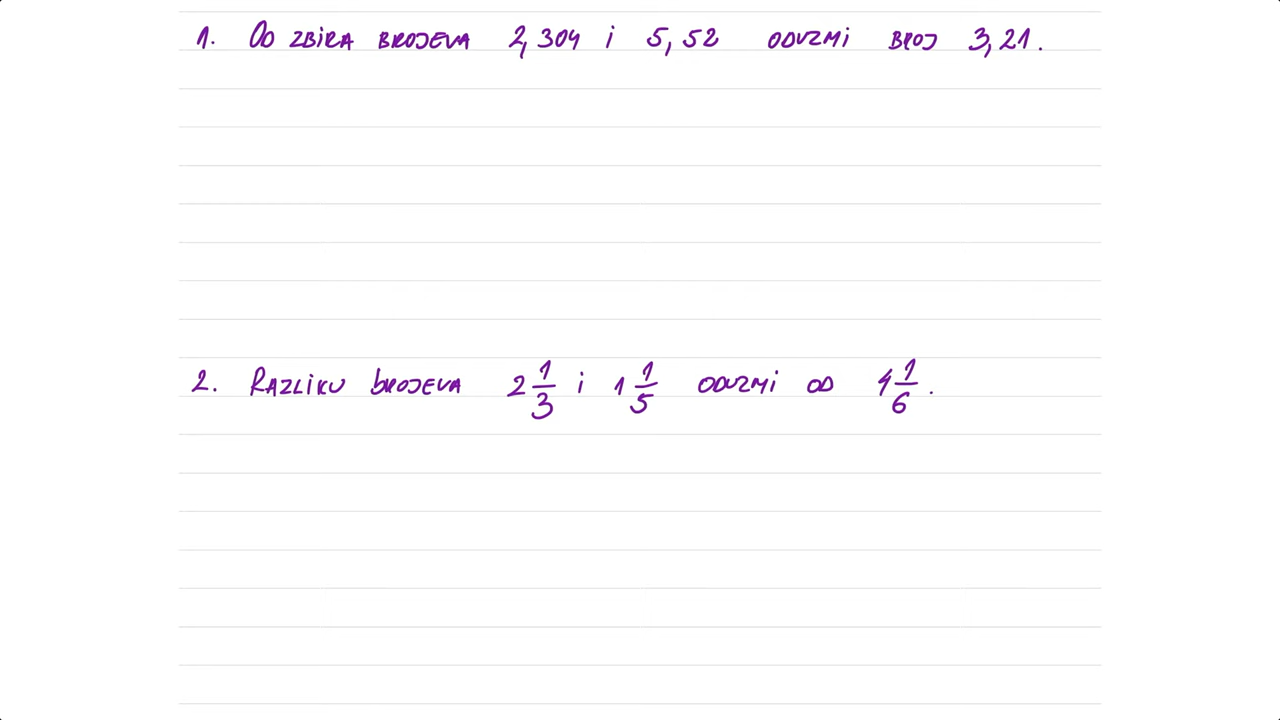 1. OD ZBIRA BROJEVA 2,304 i 5,52 ODUZMI BROJ 3,21.
2. RAZLIKU BROJEVA 2 1/3 i 1 1/5 ODUZMI OD 4 1/6.